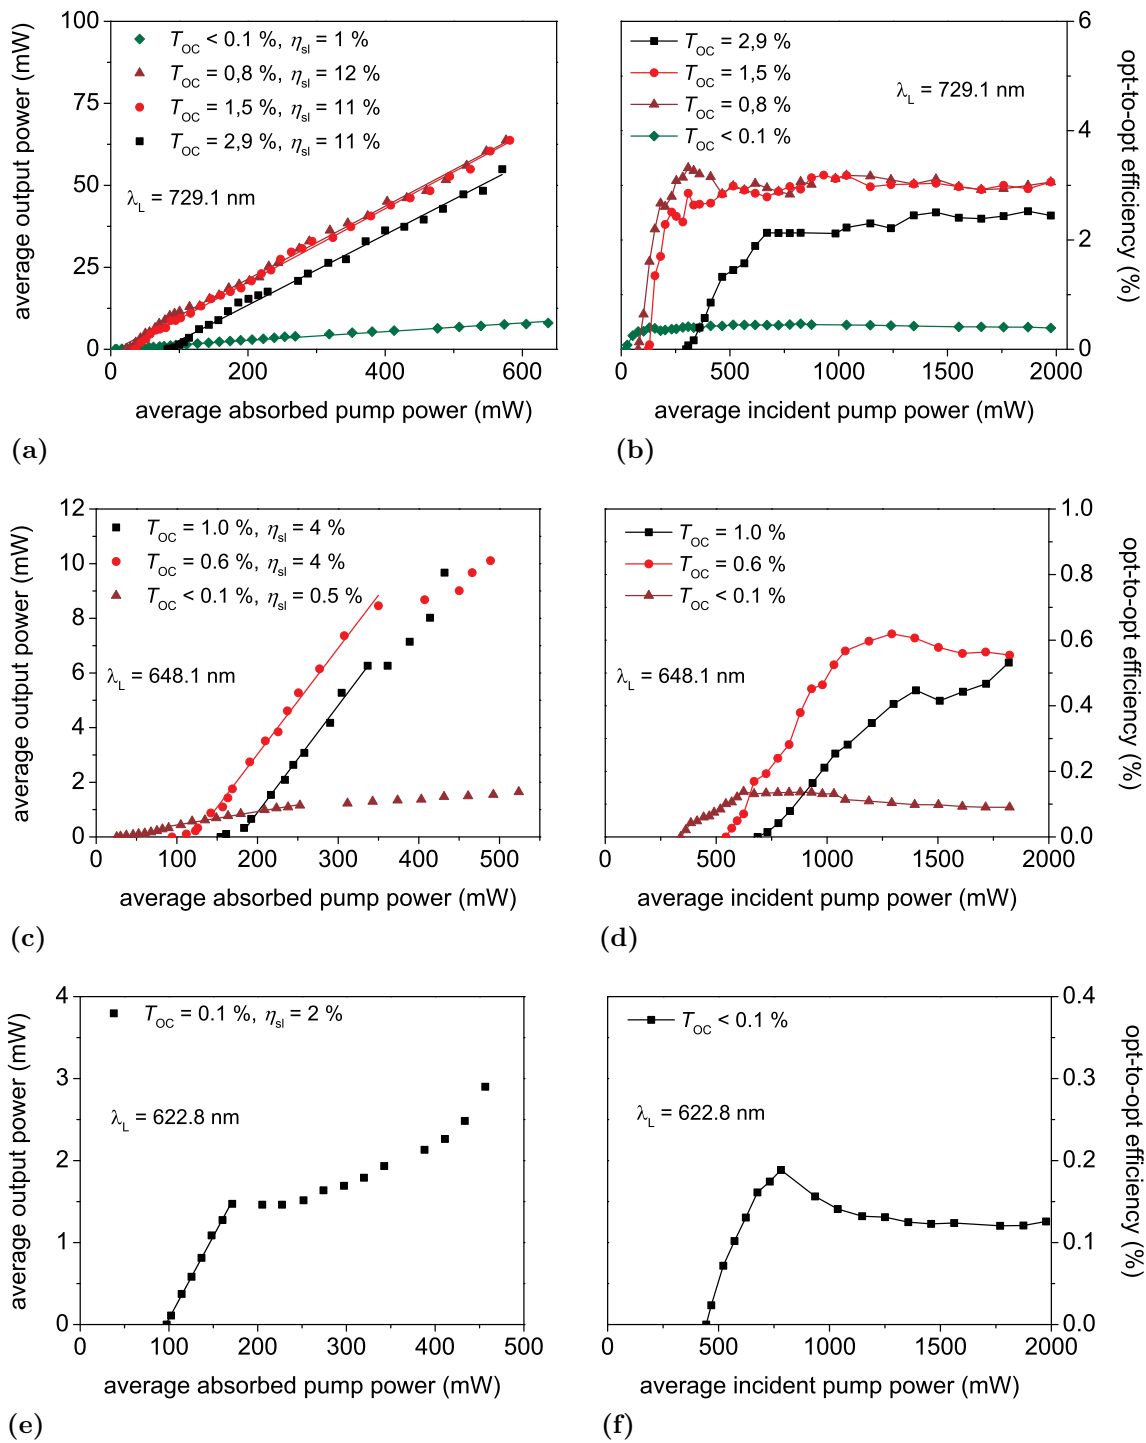 100
75
50
25
0
average output power (mW)
T_OC < 0.1 %, η_sl = 1 %
T_OC = 0,8 %, η_sl = 12 %
T_OC = 1,5 %, η_sl = 11 %
T_OC = 2,9 %, η_sl = 11 %
λ_L = 729.1 nm
0 200 400 600
average absorbed pump power (mW)
(a)
T_OC = 2,9 %
T_OC = 1,5 %
T_OC = 0,8 %
T_OC < 0.1 %
λ_L = 729.1 nm
6
4
2
0
opt-to-opt efficiency (%)
0 500 1000 1500 2000
average incident pump power (mW)
(b)
12
10
8
6
4
2
0
average output power (mW)
T_OC = 1.0 %, η_sl = 4 %
T_OC = 0.6 %, η_sl = 4 %
T_OC < 0.1 %, η_sl = 0.5 %
λ_L = 648.1 nm
0 100 200 300 400 500
average absorbed pump power (mW)
(c)
T_OC = 1.0 %
T_OC = 0.6 %
T_OC < 0.1 %
λ_L = 648.1 nm
1.0
0.8
0.6
0.4
0.2
0.0
opt-to-opt efficiency (%)
0 500 1000 1500 2000
average incident pump power (mW)
(d)
4
3
2
1
0
average output power (mW)
T_OC = 0.1 %, η_sl = 2 %
λ_L = 622.8 nm
0 100 200 300 400 500
average absorbed pump power (mW)
(e)
T_OC < 0.1 %
λ_L = 622.8 nm
0.4
0.3
0.2
0.1
0.0
opt-to-opt efficiency (%)
0 500 1000 1500 2000
average incident pump power (mW)
(f)